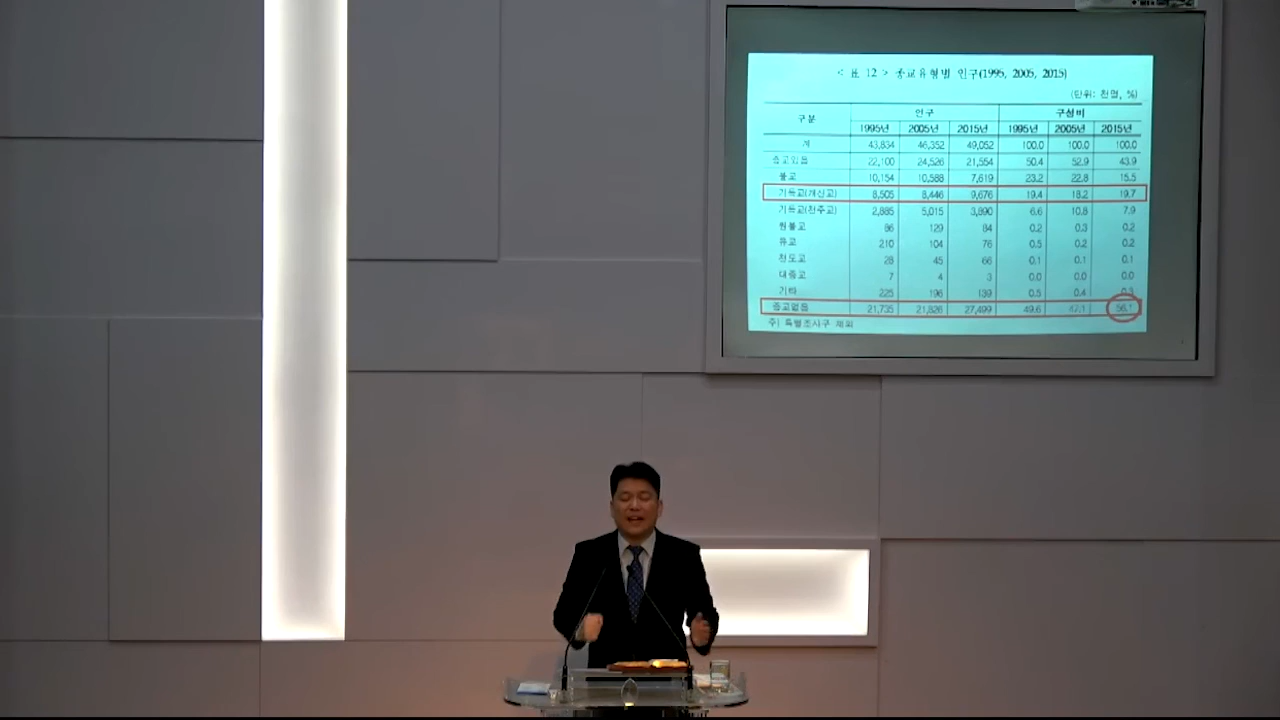 < 표 12 > 종교유형별 인구(1995, 2005, 2015)
(단위: 천명, %)
구분 인구 구성비
1995년 2005년 2015년 1995년 2005년 2015년
계 43,834 46,352 49,052 100.0 100.0 100.0
종교있음 22,100 24,526 21,554 50.4 52.9 43.9
불교 10,154 10,588 7,619 23.2 22.8 15.5
기독교(개신교) 8,505 8,446 9,676 19.4 18.2 19.7
기독교(천주교) 2,885 5,015 3,890 6.6 10.8 7.9
원불교 86 129 84 0.2 0.3 0.2
유교 210 104 76 0.5 0.2 0.2
천도교 28 45 66 0.1 0.1 0.1
대종교 7 4 3 0.0 0.0 0.0
기타 225 196 139 0.5 0.4 0.3
종교없음 21,735 21,826 27,499 49.6 47.1 56.1
주) 특별조사구 제외